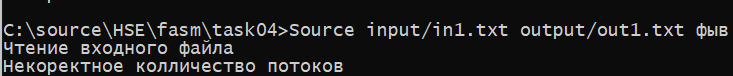 C:\source\HSE\fasm\task04>Source input/in1.txt output/out1.txt фыв
Чтение входного файла
Некоректное колличество потоков